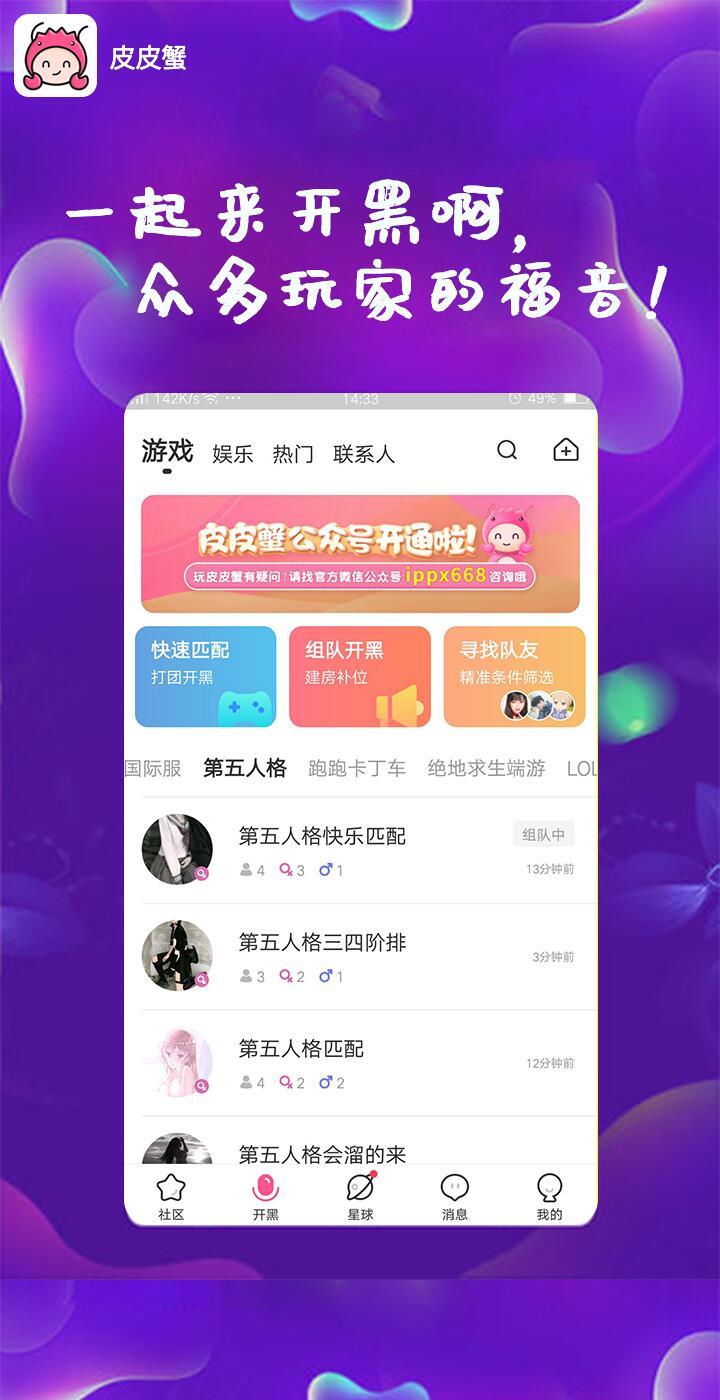 皮皮蟹
一起来开黑啊，
众多玩家的福音！
142K/s ··· 14:33 49%
游戏 娱乐 热门 联系人
皮皮蟹公众号开通啦！
玩皮皮蟹有疑问？请找官方微信公众号:ippx668咨询哦
快速匹配 组队开黑 寻找队友
打团开黑 建房补位 精准条件筛选
国际服 第五人格 跑跑卡丁车 绝地求生端游 LOL
第五人格快乐匹配 组队中
4 3 1 13分钟前
第五人格三四阶排
3 2 1 3分钟前
第五人格匹配
4 2 2 12分钟前
第五人格会溜的来
社区 开黑 星球 消息 我的